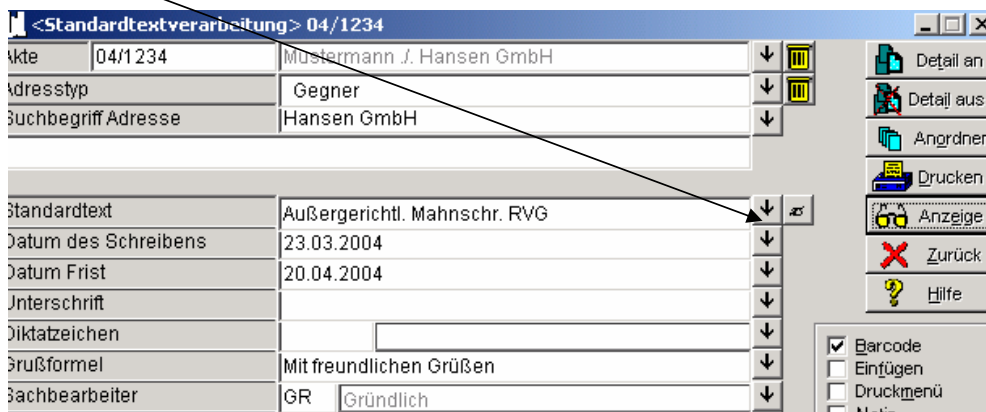 <Standardtextverarbeitung> 04/1234
Akte 04/1234 Mustermann ./. Hansen GmbH
Adresstyp Gegner
Suchbegriff Adresse Hansen GmbH
Standardtext Außergerichtl. Mahnschr. RVG
Datum des Schreibens 23.03.2004
Datum Frist 20.04.2004
Unterschrift
Diktatzeichen
Grußformel Mit freundlichen Grüßen
Sachbearbeiter GR Gründlich
Detail an
Detail aus
Anordnen
Drucken
Anzeige
Zurück
Hilfe
Barcode
Einfügen
Druckmenü